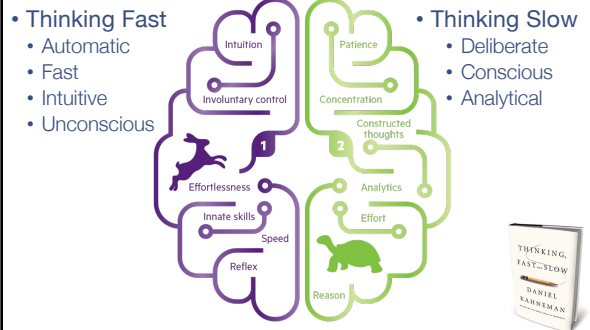 • Thinking Fast
• Automatic
• Fast
• Intuitive
• Unconscious
Intuition
Involuntary control
1
Effortlessness
Innate skills
Speed
Reflex
Patience
Concentration
Constructed
thoughts
2
Analytics
Effort
Reason
• Thinking Slow
• Deliberate
• Conscious
• Analytical
THINKING,
FAST AND SLOW
DANIEL
KAHNEMAN